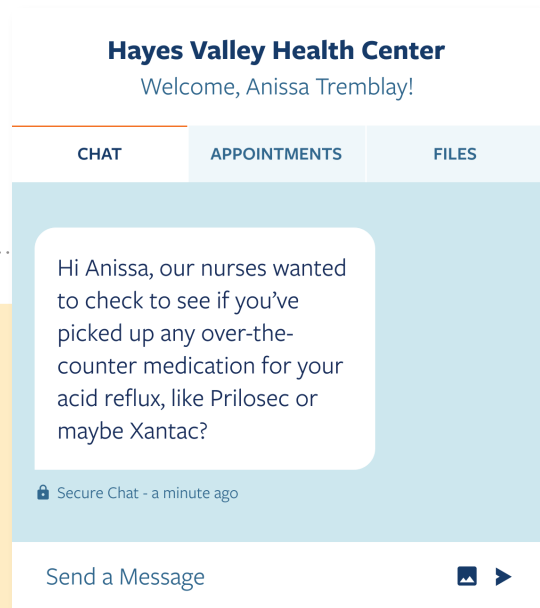 Hayes Valley Health Center
Welcome, Anissa Tremblay!
CHAT
APPOINTMENTS
FILES
Hi Anissa, our nurses wanted
to check to see if you’ve
picked up any over-the-
counter medication for your
acid reflux, like Prilosec or
maybe Xantac?
Secure Chat - a minute ago
Send a Message